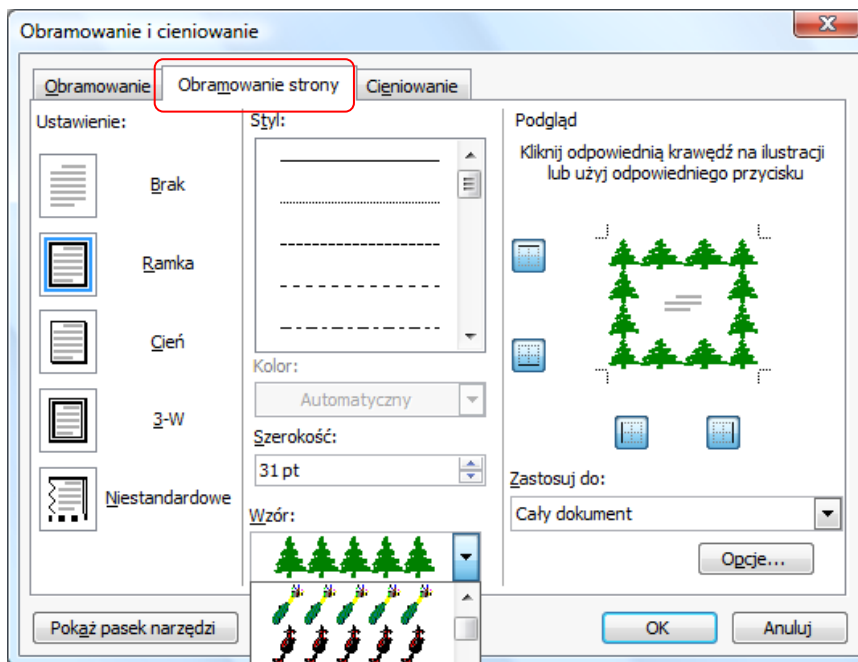 Obramowanie i cieniowanie
Obramowanie
Obramowanie strony
Cieniowanie
Ustawienie:
Brak
Ramka
Cień
3-W
Niestandardowe
Styl:
Kolor:
Automatyczny
Szerokość:
31 pt
Wzór:
Podgląd
Kliknij odpowiednią krawędź na ilustracji
lub użyj odpowiedniego przycisku
Zastosuj do:
Cały dokument
Opcje...
Pokaż pasek narzędzi
OK
Anuluj